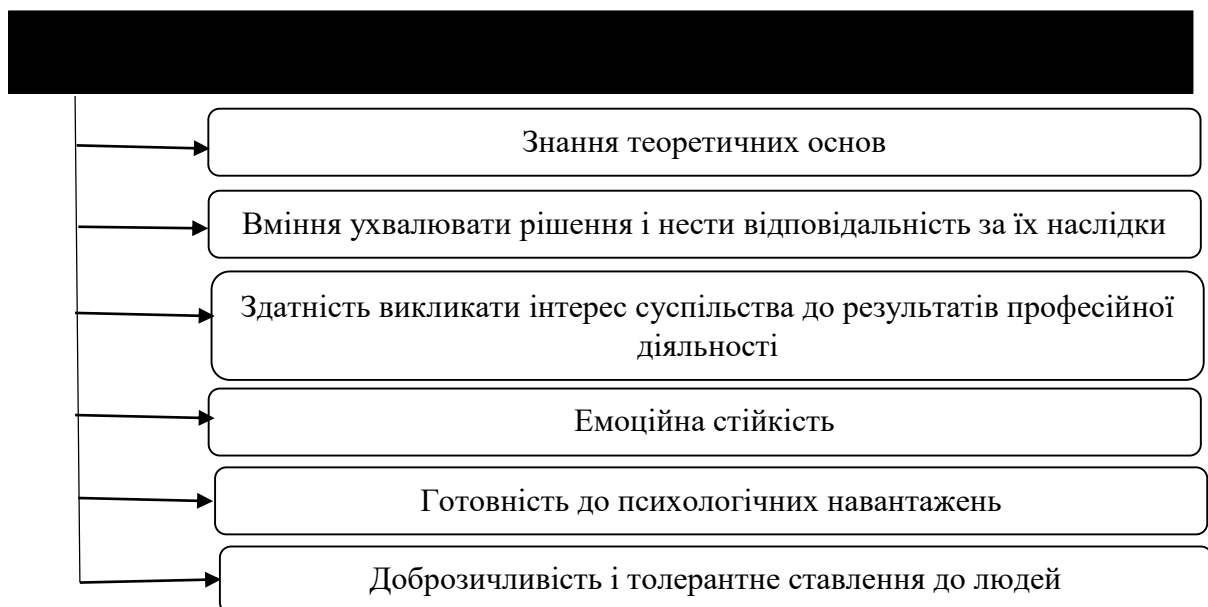 Знання теоретичних основ
Вміння ухвалювати рішення і нести відповідальність за їх наслідки
Здатність викликати інтерес суспільства до результатів професійної
діяльності
Емоційна стійкість
Готовність до психологічних навантажень
Доброзичливість і толерантне ставлення до людей